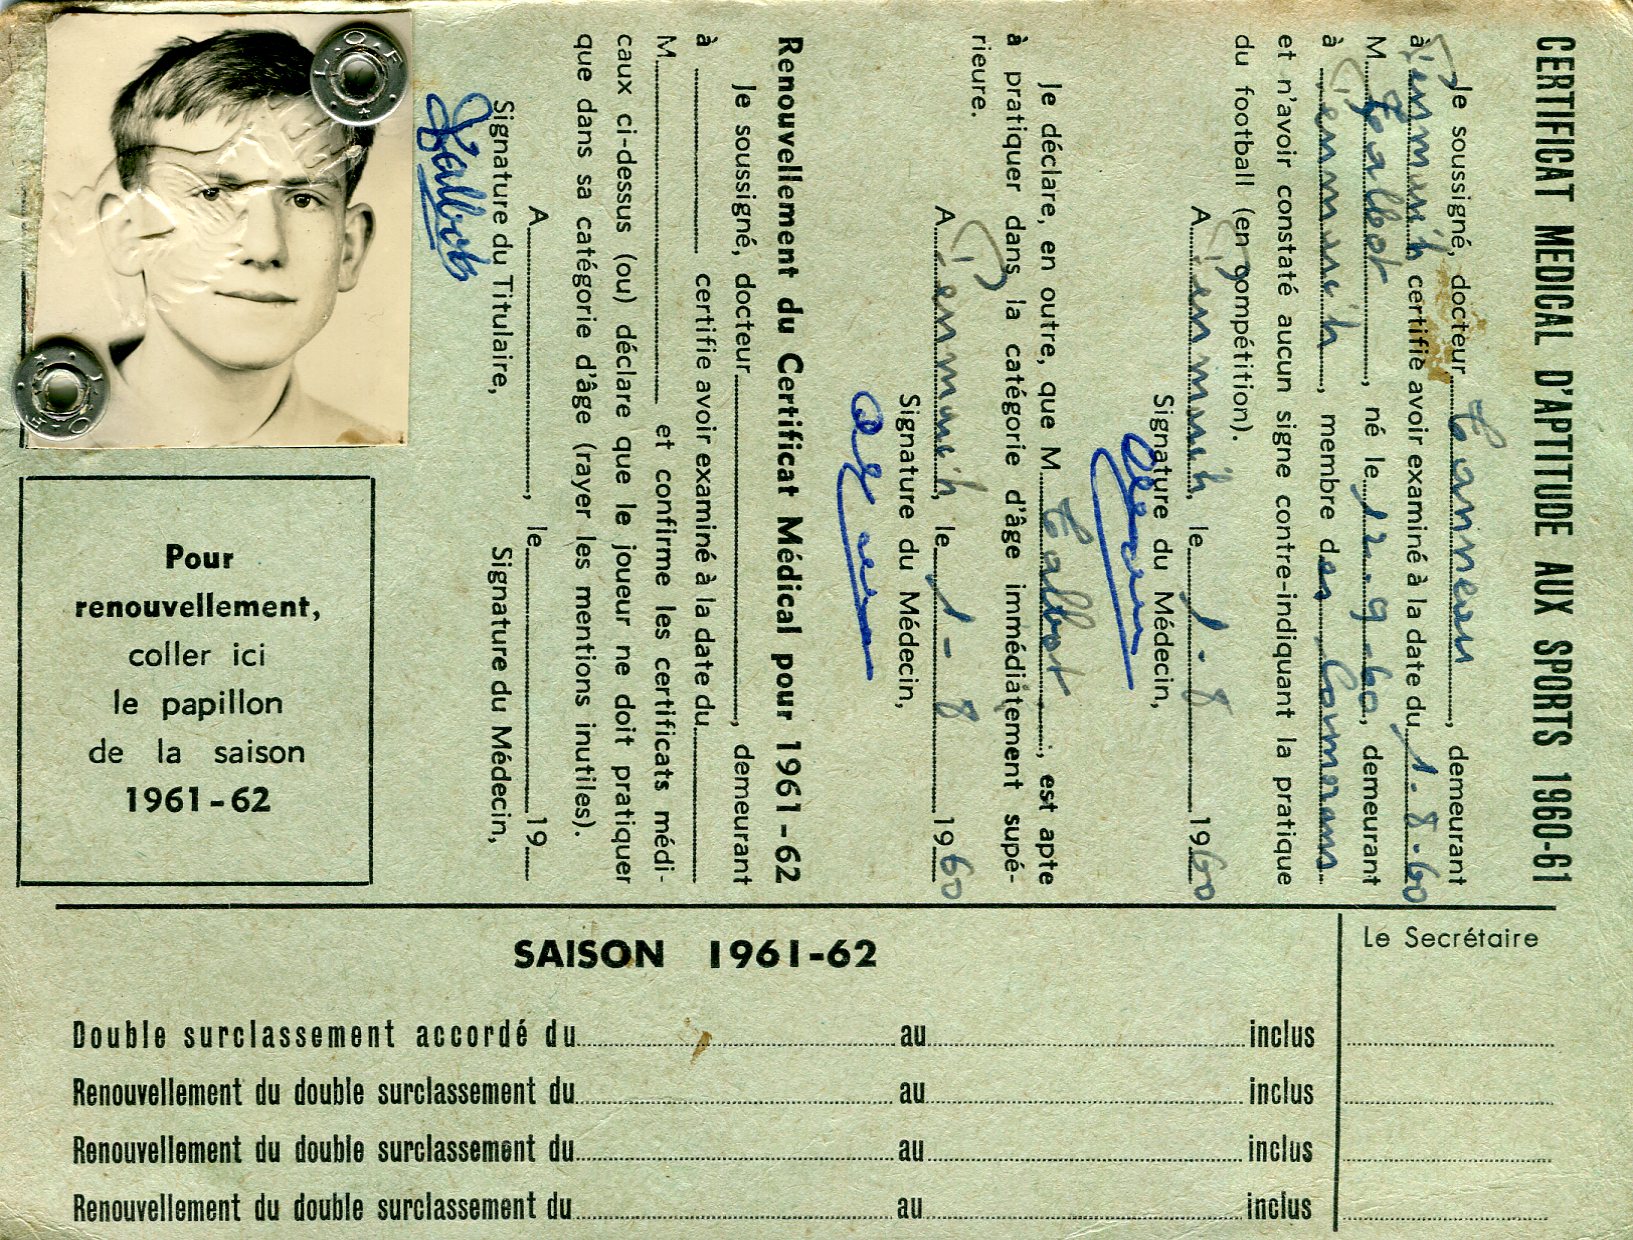 CERTIFICAT MEDICAL D'APTITUDE AUX SPORTS 1960-61
Je soussigné, docteur, demeurant
à Penmarc'h certifie avoir examiné à la date du 1.8.60
M. Talbot, né le 12-9-60, demeurant
à Penmarc'h, membre des Cormorans
et n'avoir constaté aucun signe contre-indiquant la pratique
du football (en compétition).
A Penmarc'h, le 1.8 1960
Signature du Médecin,
Je déclare, en outre, que M. Talbot, est apte
à pratiquer dans la catégorie d'âge immédiatement supé-
rieure.
A Penmarc'h, le 1-8 1960
Signature du Médecin,
Renouvellement du Certificat Médical pour 1961-62
Je soussigné, docteur, demeurant
à certifie avoir examiné à la date du
M. et confirme les certificats médi-
caux ci-dessus (ou) déclare que le joueur ne doit pratiquer
que dans sa catégorie d'âge (rayer les mentions inutiles).
A, le 19
Signature du Titulaire, Signature du Médecin,
Talbot
Pour
renouvellement,
coller ici
le papillon
de la saison
1961-62
SAISON 1961-62
Le Secrétaire
Double surclassement accordé du au inclus
Renouvellement du double surclassement du au inclus
Renouvellement du double surclassement du au inclus
Renouvellement du double surclassement du au inclus